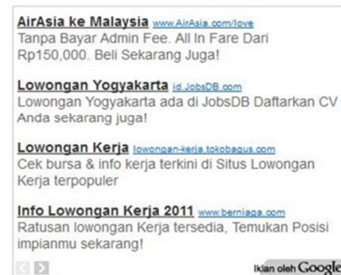 AirAsia ke Malaysia www.AirAsia.com/love
Tanpa Bayar Admin Fee. All In Fare Dari
Rp150,000. Beli Sekarang Juga!
Lowongan Yogyakarta id.JobsDB.com
Lowongan Yogyakarta ada di JobsDB Daftarkan CV
Anda sekarang juga!
Lowongan Kerja lowongan-kerja.tokobagus.com
Cek bursa & info kerja terkini di Situs Lowongan
Kerja terpopuler
Info Lowongan Kerja 2011 www.berniaga.com
Ratusan lowongan Kerja tersedia, Temukan Posisi
impianmu sekarang!
Iklan oleh Google